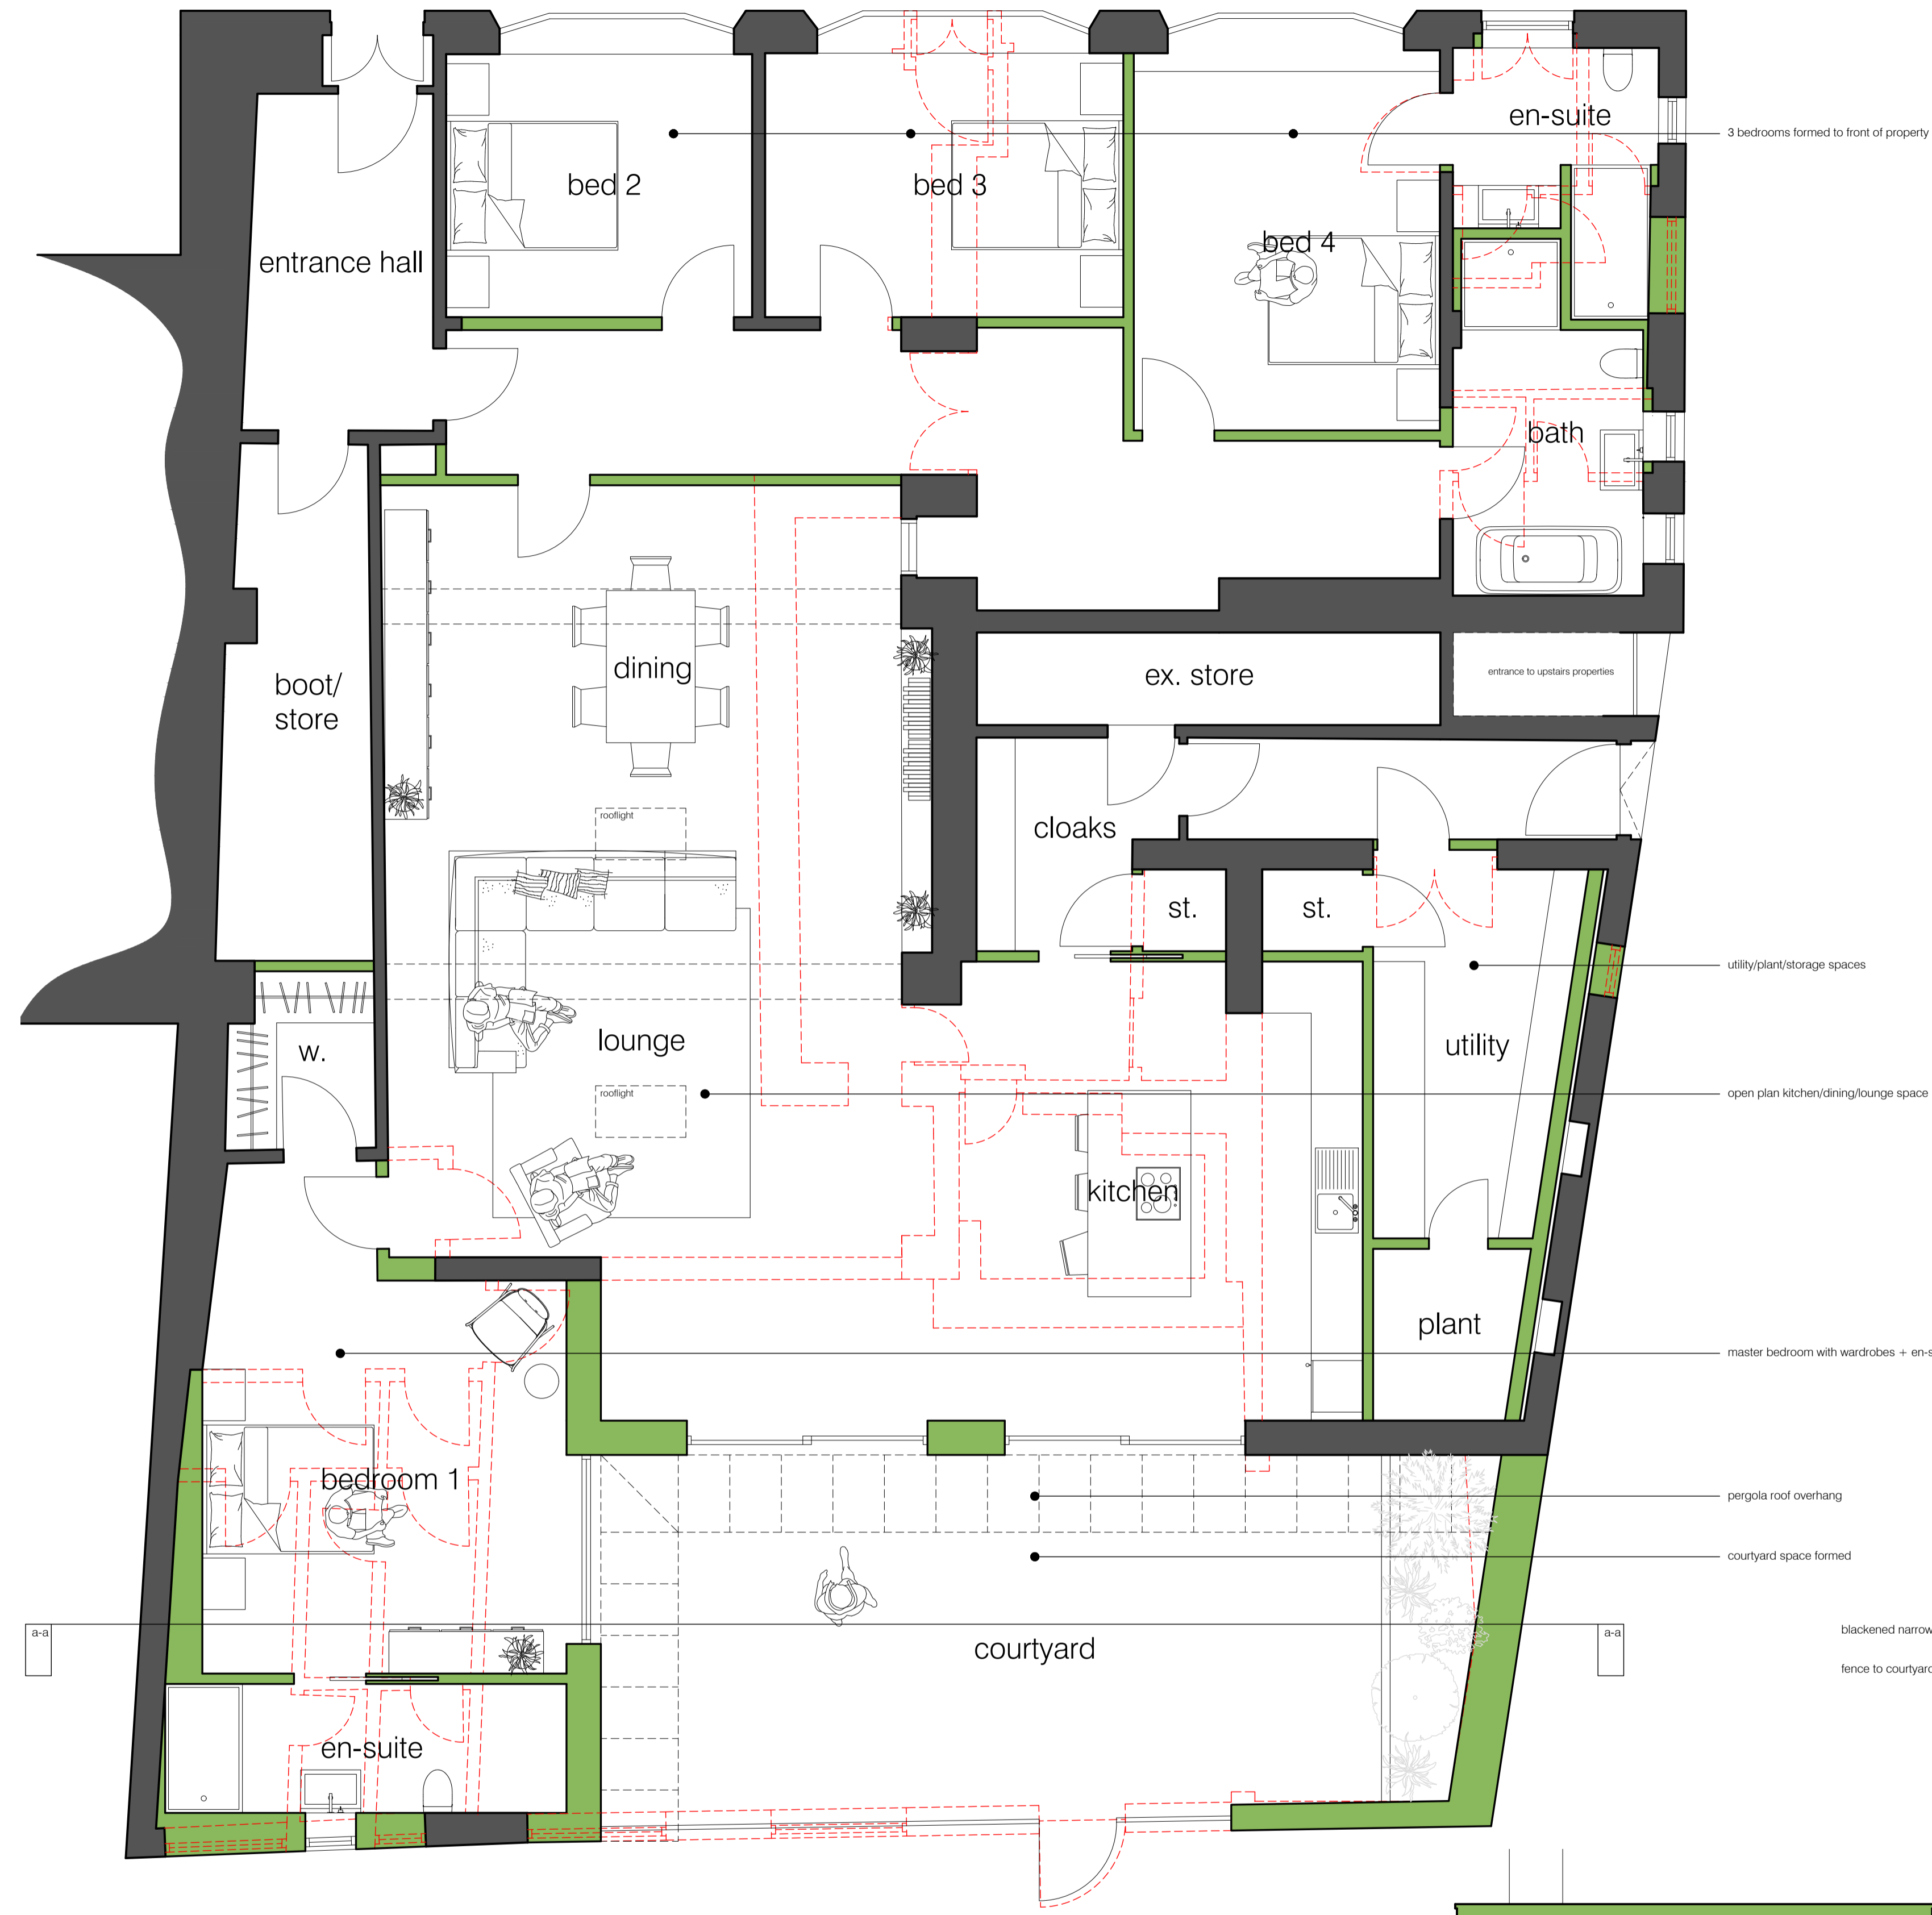 en-suite
3 bedrooms formed to front of property
bed 2
bed 3
bed 4
entrance hall
bath
dining
ex. store
entrance to upstairs properties
boot/
store
rooflight
cloaks
st.
st.
utility/plant/storage spaces
w.
lounge
utility
rooflight
open plan kitchen/dining/lounge space
kitchen
plant
master bedroom with wardrobes + en-s
bedroom 1
pergola roof overhang
courtyard space formed
a-a
a-a
blackened narrow
courtyard
fence to courtyard
en-suite